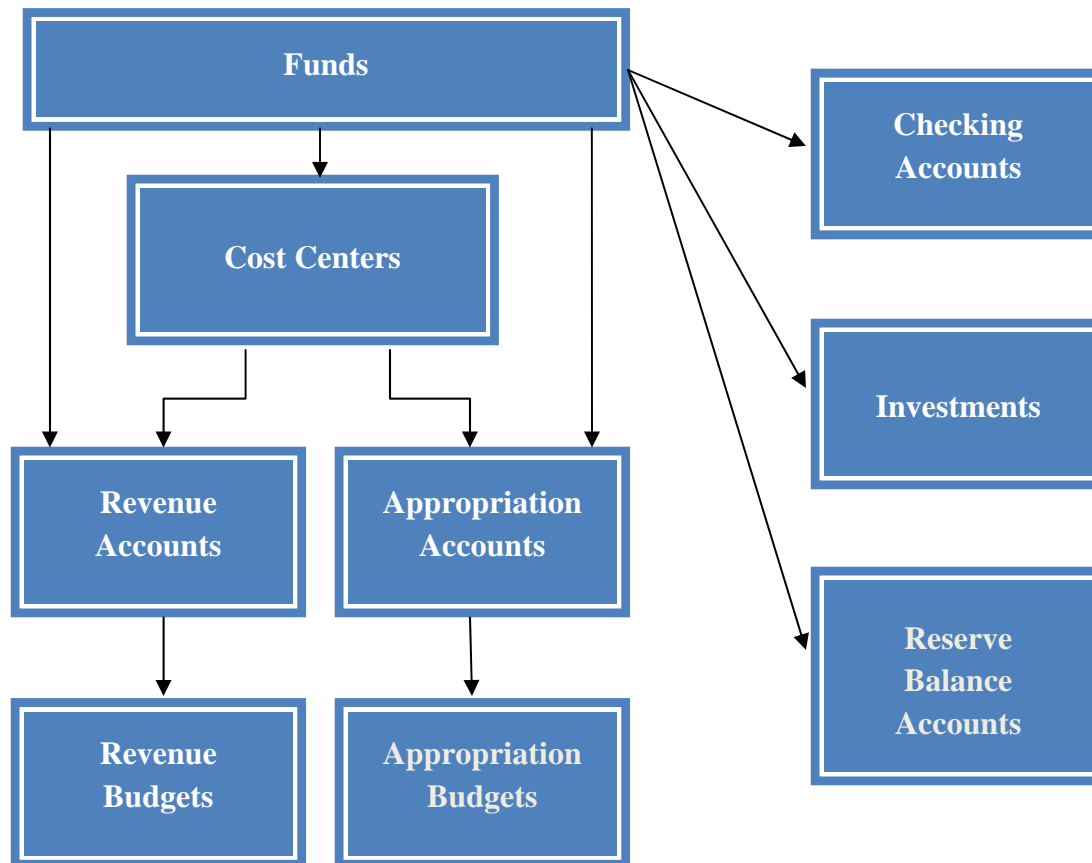 Funds
Checking
Accounts
Cost Centers
Investments
Revenue
Accounts
Appropriation
Accounts
Reserve
Balance
Accounts
Revenue
Budgets
Appropriation
Budgets